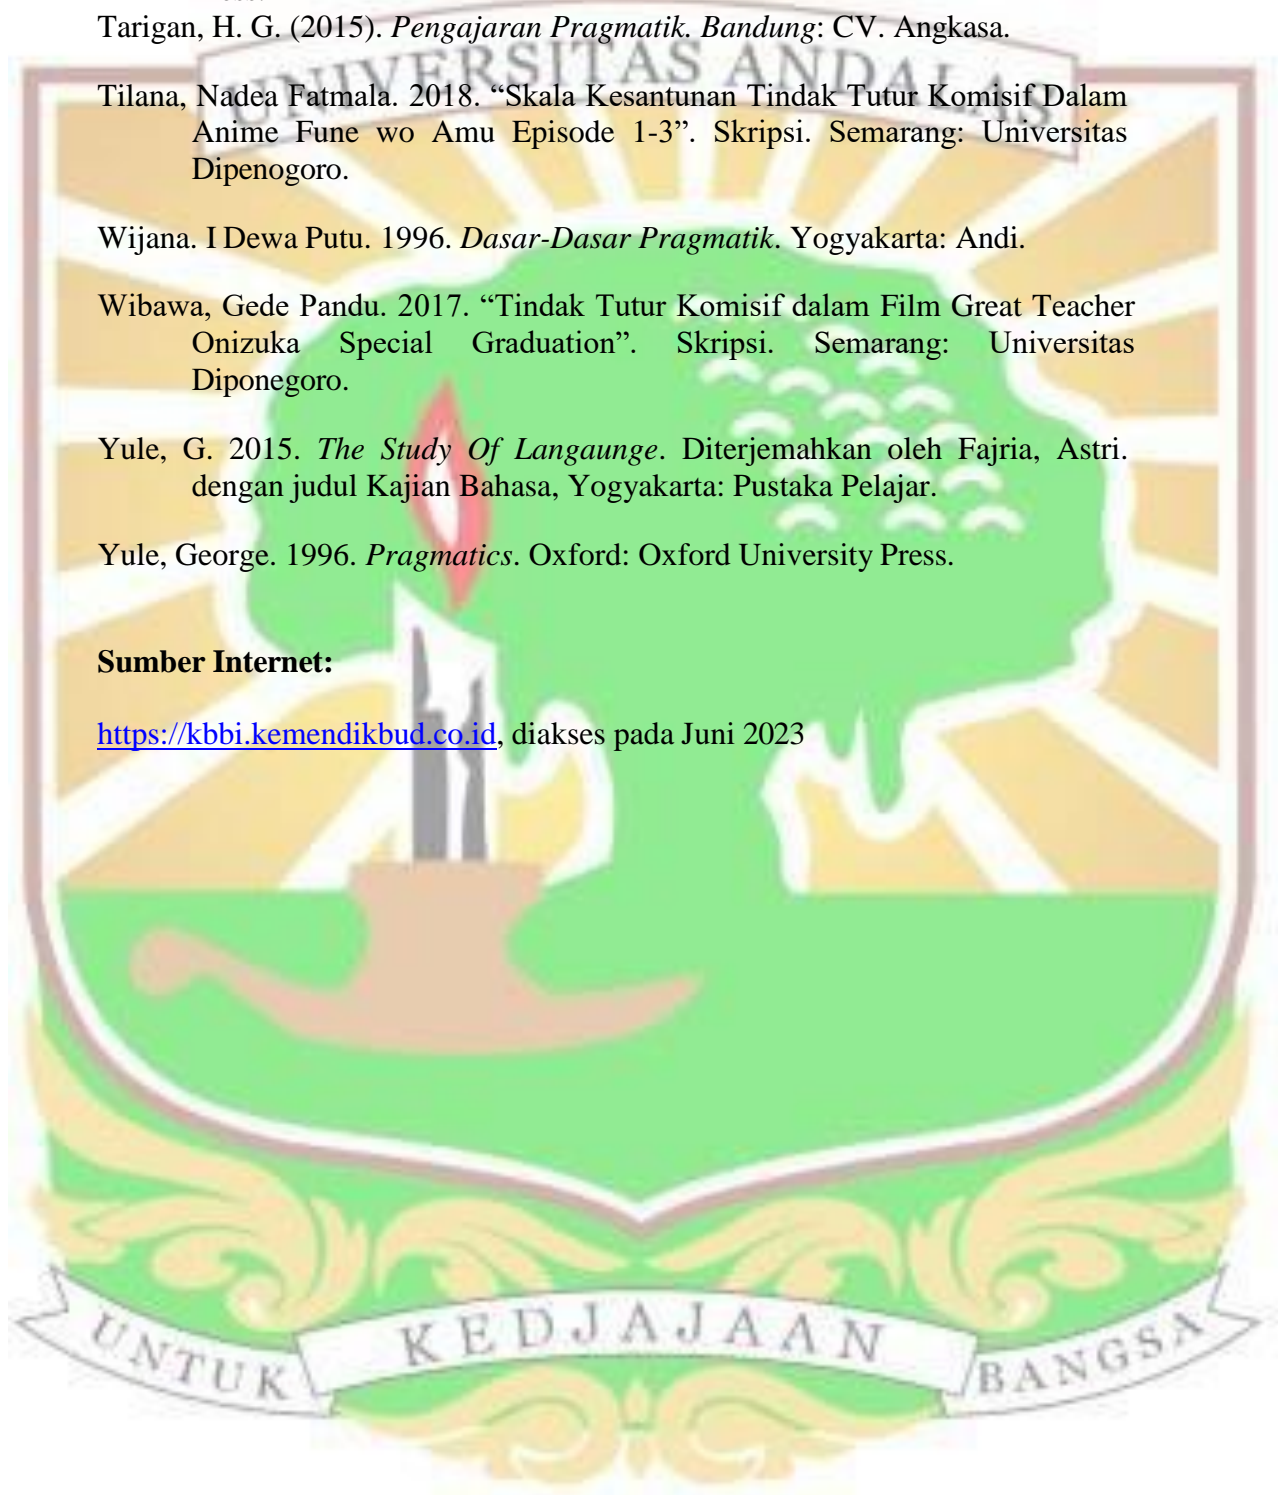 Tarigan, H. G. (2015). Pengajaran Pragmatik. Bandung: CV. Angkasa.
UNIVERSITAS ANDALAS
Tilana, Nadea Fatmala. 2018. “Skala Kesantunan Tindak Tutur Komisif Dalam
Anime Fune wo Amu Episode 1-3”. Skripsi. Semarang: Universitas
Dipenogoro.
Wijana. I Dewa Putu. 1996. Dasar-Dasar Pragmatik. Yogyakarta: Andi.
Wibawa, Gede Pandu. 2017. “Tindak Tutur Komisif dalam Film Great Teacher
Onizuka Special Graduation”. Skripsi. Semarang: Universitas
Diponegoro.
Yule, G. 2015. The Study Of Langaunge. Diterjemahkan oleh Fajria, Astri.
dengan judul Kajian Bahasa, Yogyakarta: Pustaka Pelajar.
Yule, George. 1996. Pragmatics. Oxford: Oxford University Press.
Sumber Internet:
https://kbbi.kemendikbud.co.id, diakses pada Juni 2023
UNTUK KEDJAJAAN BANGSA